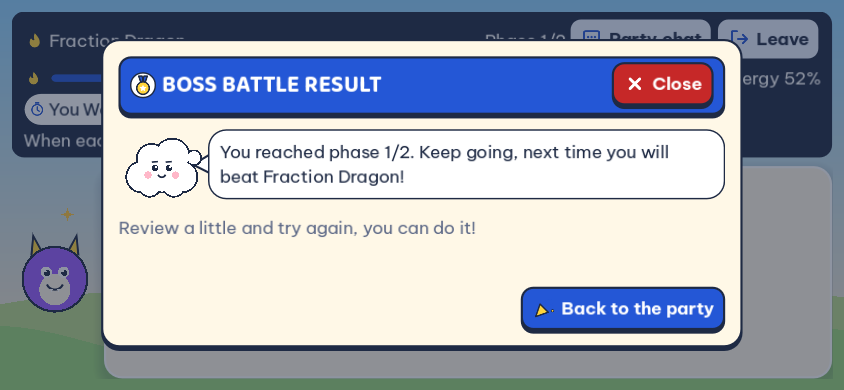 Fraction Dragon
Phase 1/2
Party chat
Leave
ergy 52%
You W
When eac
BOSS BATTLE RESULT
Close
You reached phase 1/2. Keep going, next time you will
beat Fraction Dragon!
Review a little and try again, you can do it!
Back to the party